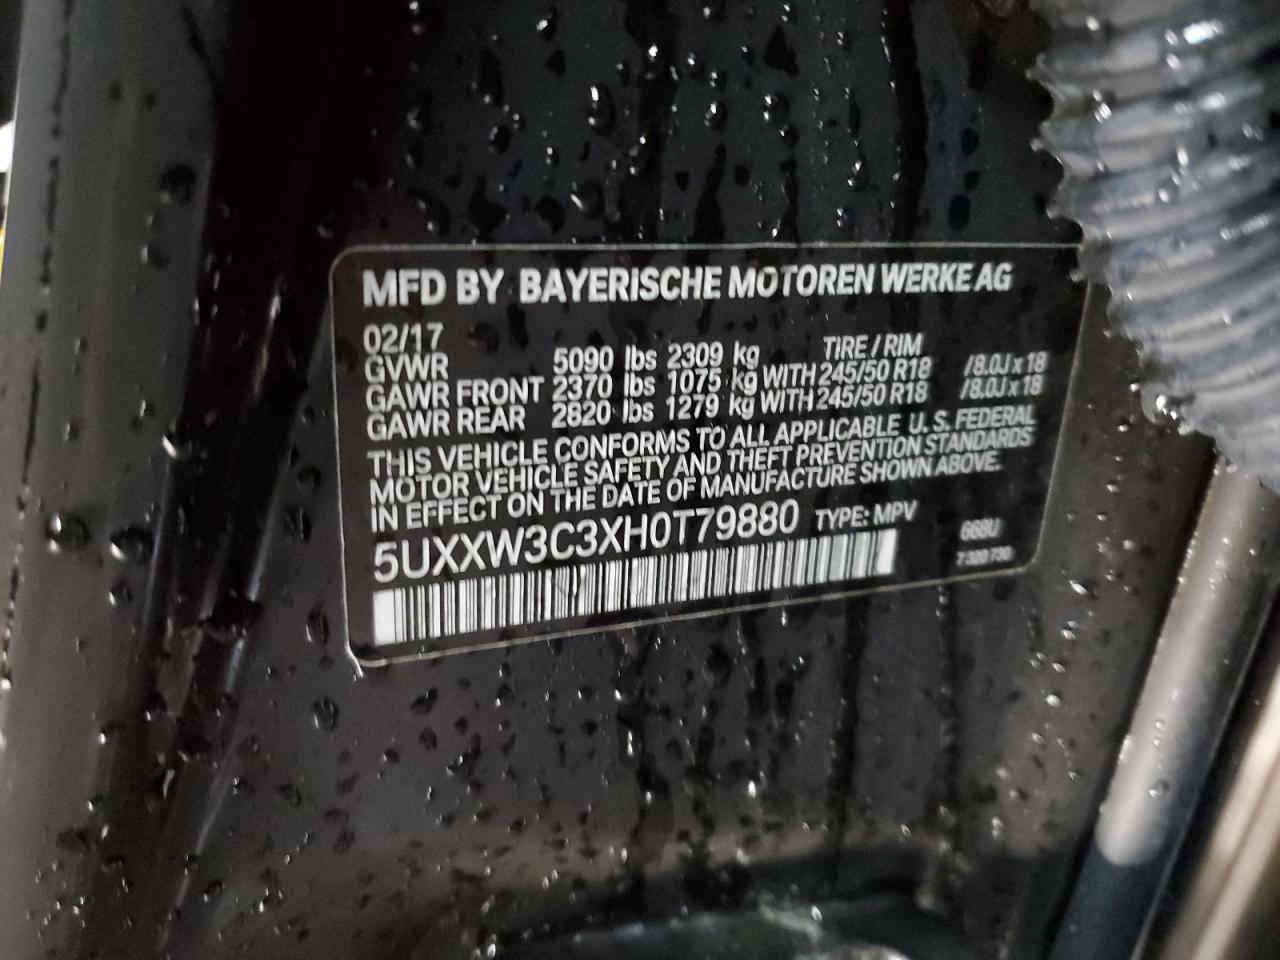 MFD BY BAYERISCHE MOTOREN WERKE AG
02/17
GVWR 5090 lbs 2309 kg TIRE / RIM
GAWR FRONT 2370 lbs 1075 kg WITH 245/50 R18 /8.0J x 18
GAWR REAR 2820 lbs 1279 kg WITH 245/50 R18 /8.0J x 18
THIS VEHICLE CONFORMS TO ALL APPLICABLE U. S. FEDERAL
MOTOR VEHICLE SAFETY AND THEFT PREVENTION STANDARDS
IN EFFECT ON THE DATE OF MANUFACTURE SHOWN ABOVE.
5UXXW3C3XH0T79880 TYPE: MPV 668U